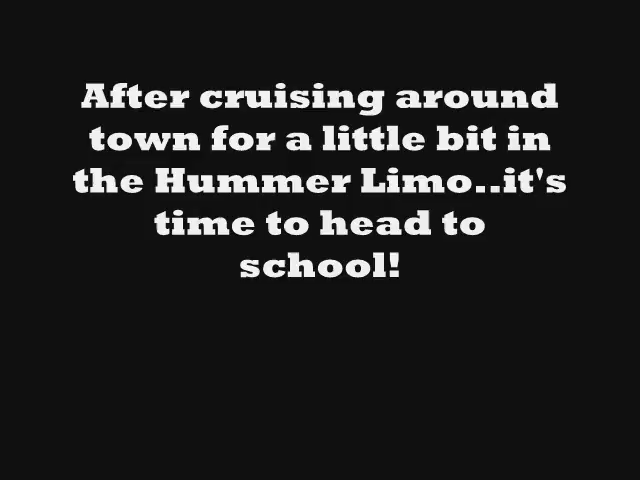 After cruising around
town for a little bit in
the Hummer Limo..it's
time to head to
school!